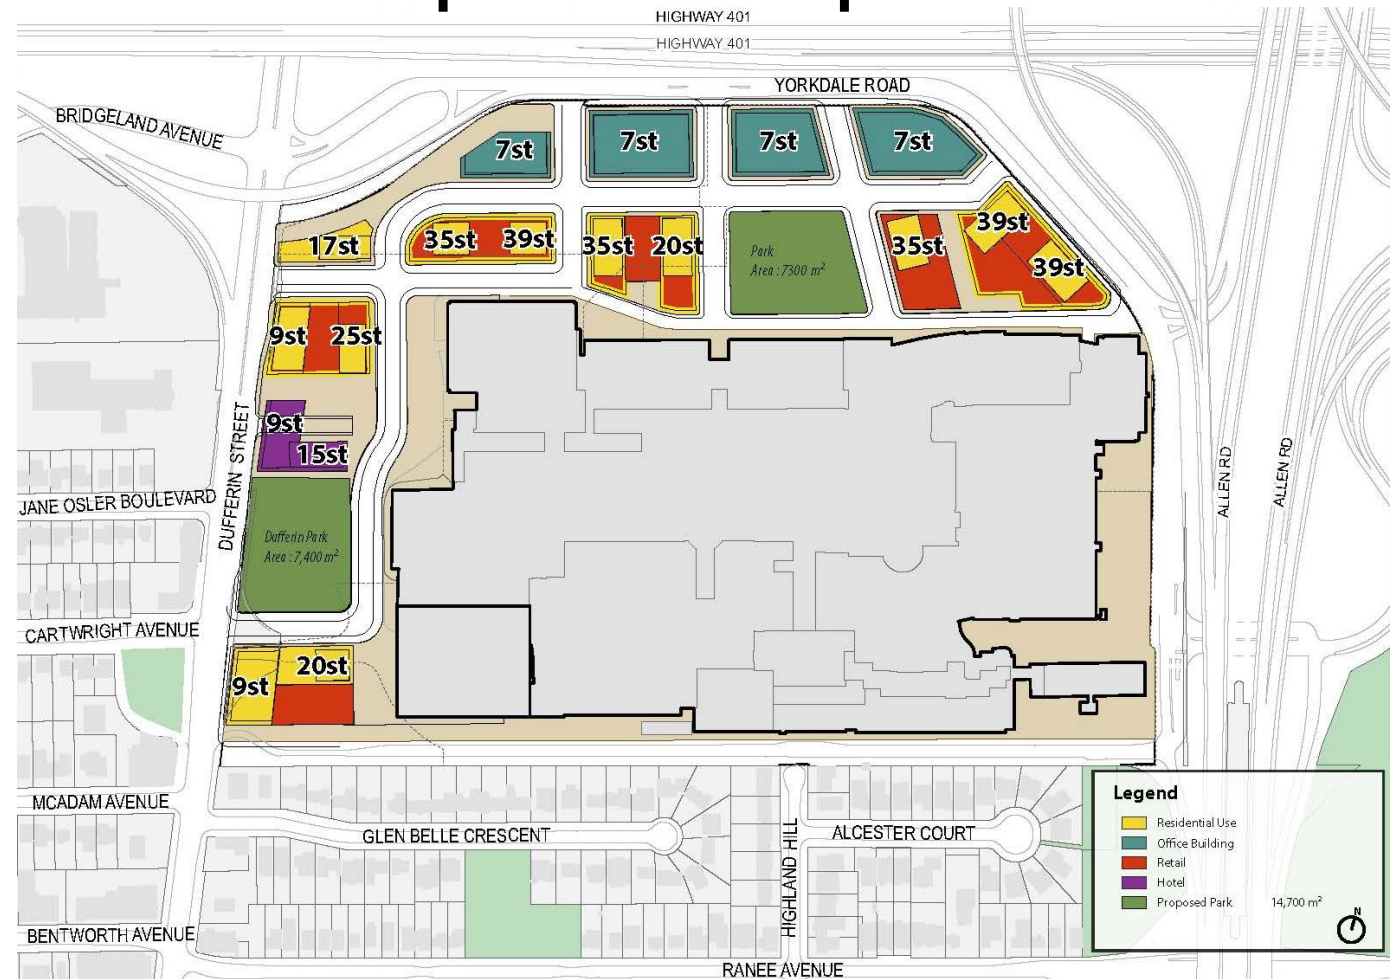 HIGHWAY 401
HIGHWAY 401
YORKDALE ROAD
BRIDGELAND AVENUE
7st
7st
7st
7st
17st
35st
39st
35st
20st
Park
Area : 7300 m²
35st
39st
39st
9st
25st
9st
15st
DUFFERIN STREET
JANE OSLER BOULEVARD
Dufferin Park
Area : 7,400 m²
ALLEN RD
ALLEN RD
CARTWRIGHT AVENUE
9st
20st
MCADAM AVENUE
GLEN BELLE CRESCENT
HIGHLAND HILL
ALCESTER COURT
BENTWORTH AVENUE
RANEE AVENUE
Legend
Residential Use
Office Building
Retail
Hotel
Proposed Park 14,700 m²
N